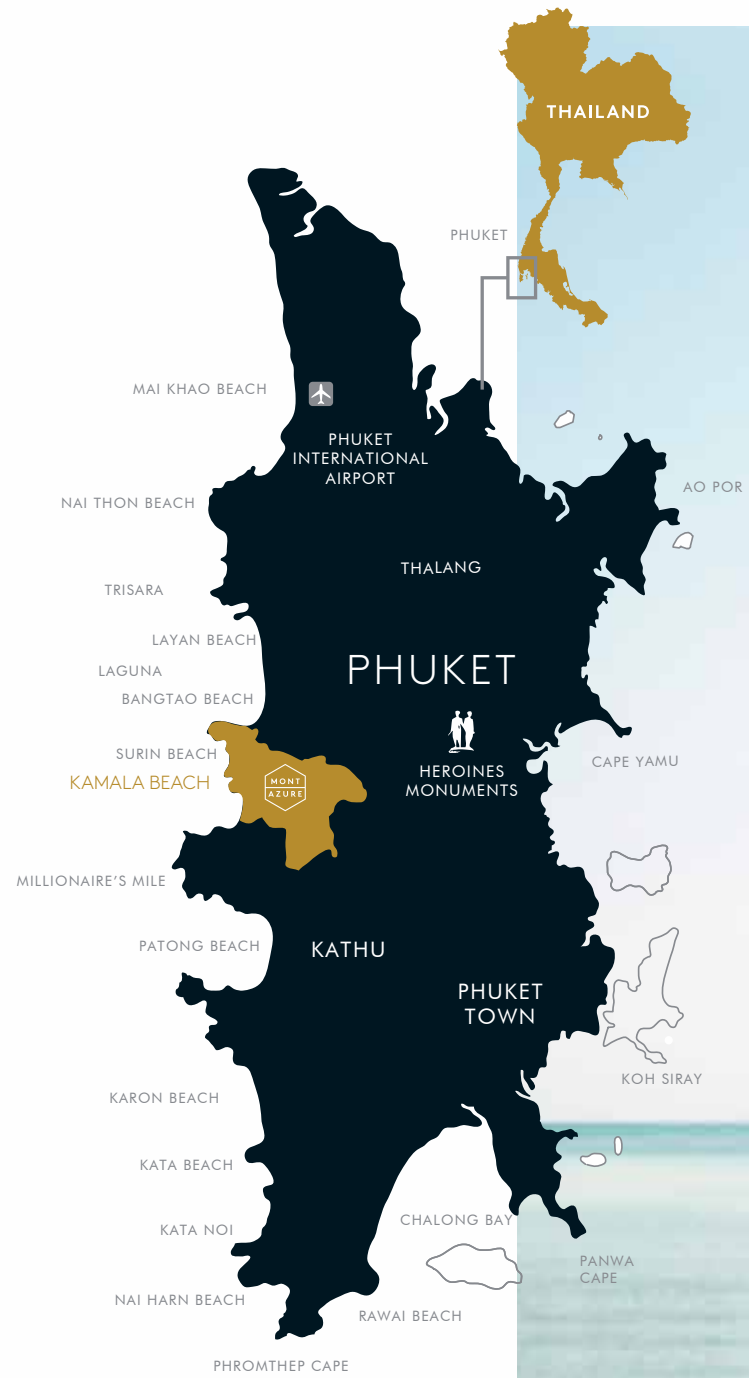 THAILAND
PHUKET
MAI KHAO BEACH
PHUKET
INTERNATIONAL
AIRPORT
NAI THON BEACH
AO POR
THALANG
TRISARA
LAYAN BEACH
LAGUNA
PHUKET
BANGTAO BEACH
SURIN BEACH
KAMALA BEACH
MONT
AZURE
HEROINES
MONUMENTS
CAPE YAMU
MILLIONAIRE'S MILE
PATONG BEACH
KATHU
PHUKET
TOWN
KOH SIRAY
KARON BEACH
KATA BEACH
KATA NOI
CHALONG BAY
PANWA
CAPE
NAI HARN BEACH
RAWAI BEACH
PHROMTHEP CAPE